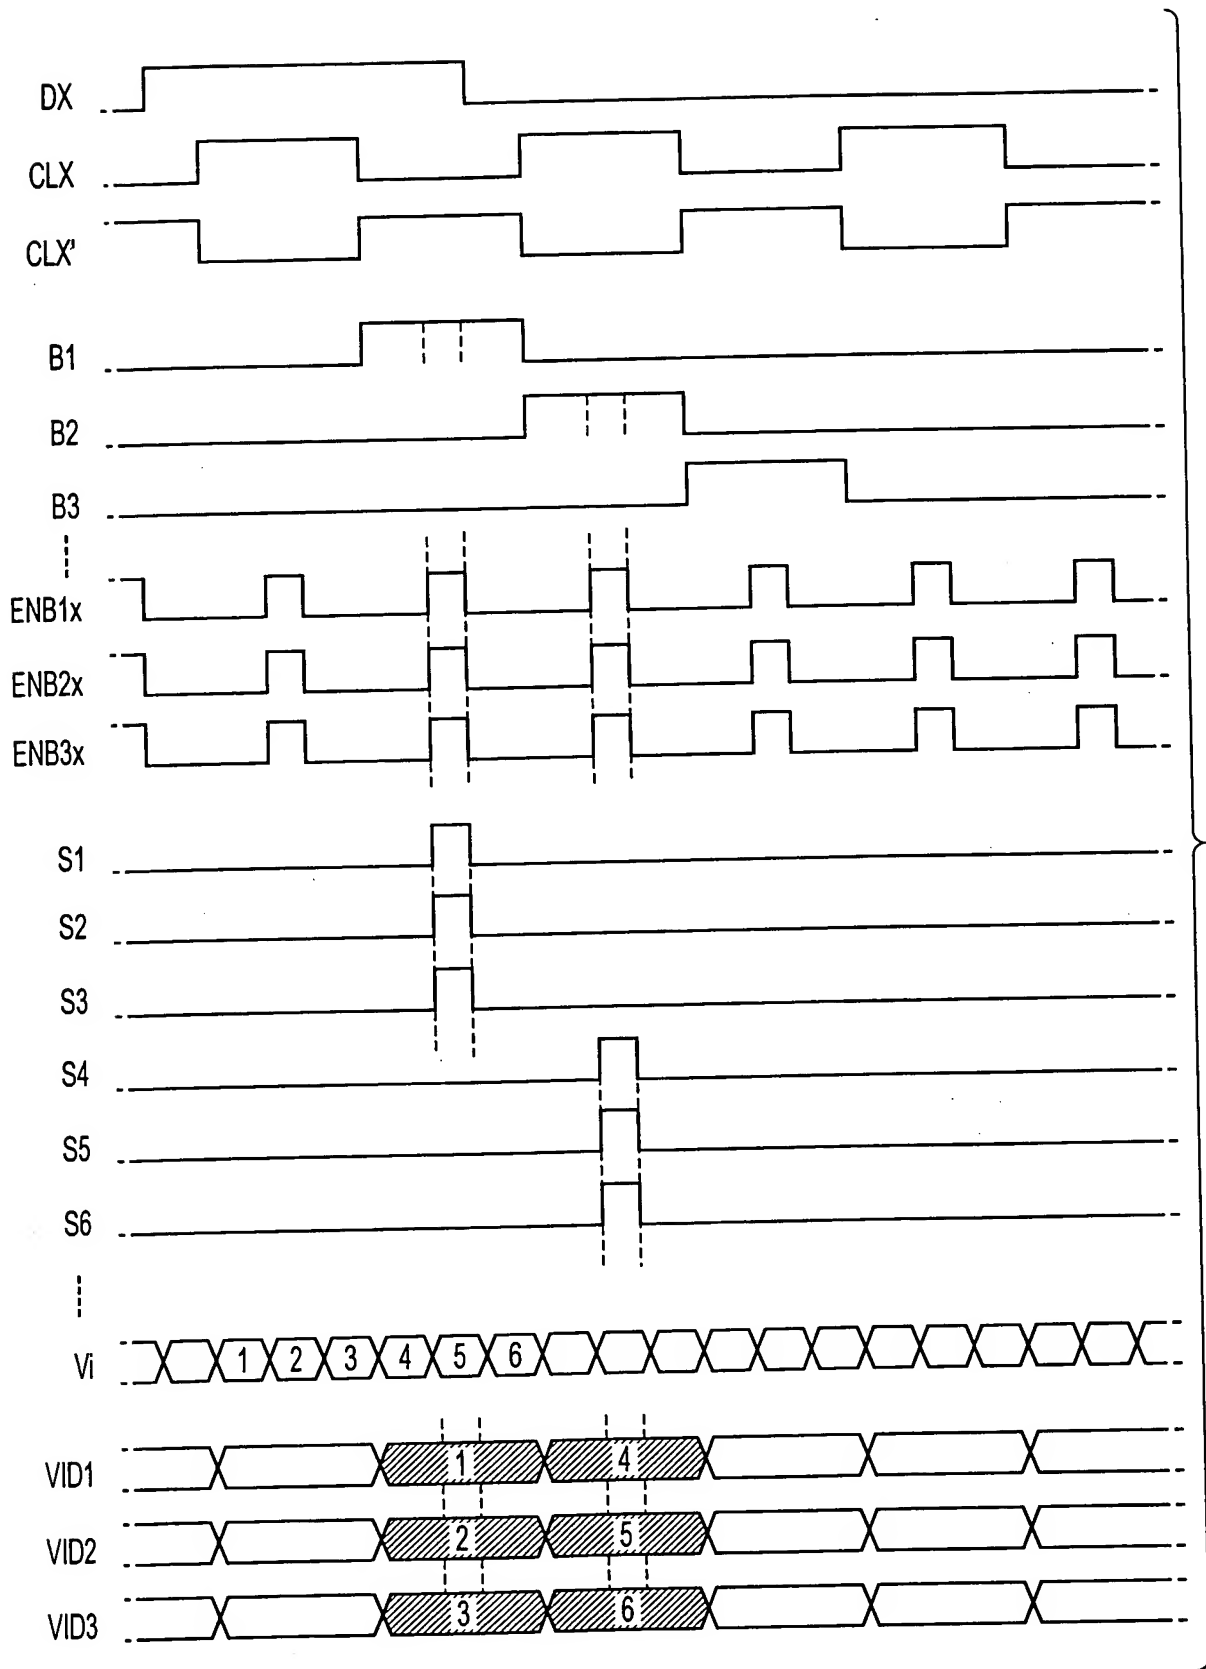 DX
CLX
CLX'
B1
B2
B3
ENB1x
ENB2x
ENB3x
S1
S2
S3
S4
S5
S6
Vi 1 2 3 4 5 6
VID1 1 4
VID2 2 5
VID3 3 6